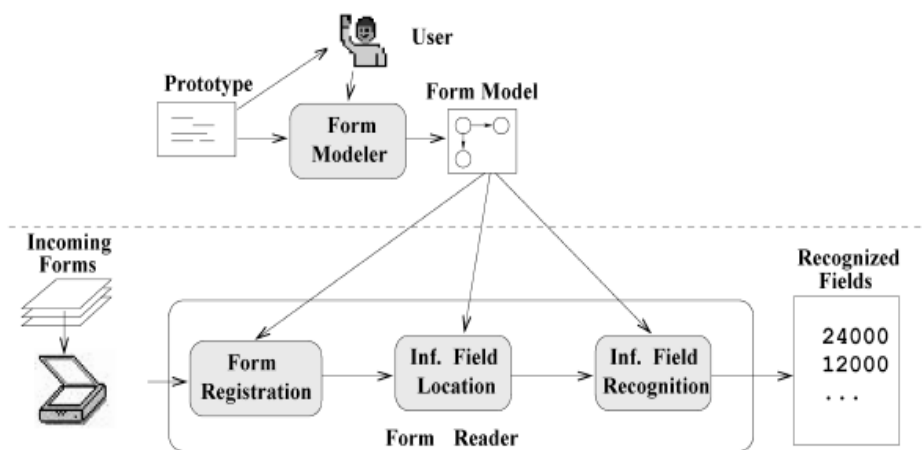 User
Prototype
Form Model
Form
Modeler
Incoming
Forms
Recognized
Fields
24000
12000
...
Form
Registration
Inf. Field
Location
Inf. Field
Recognition
Form Reader